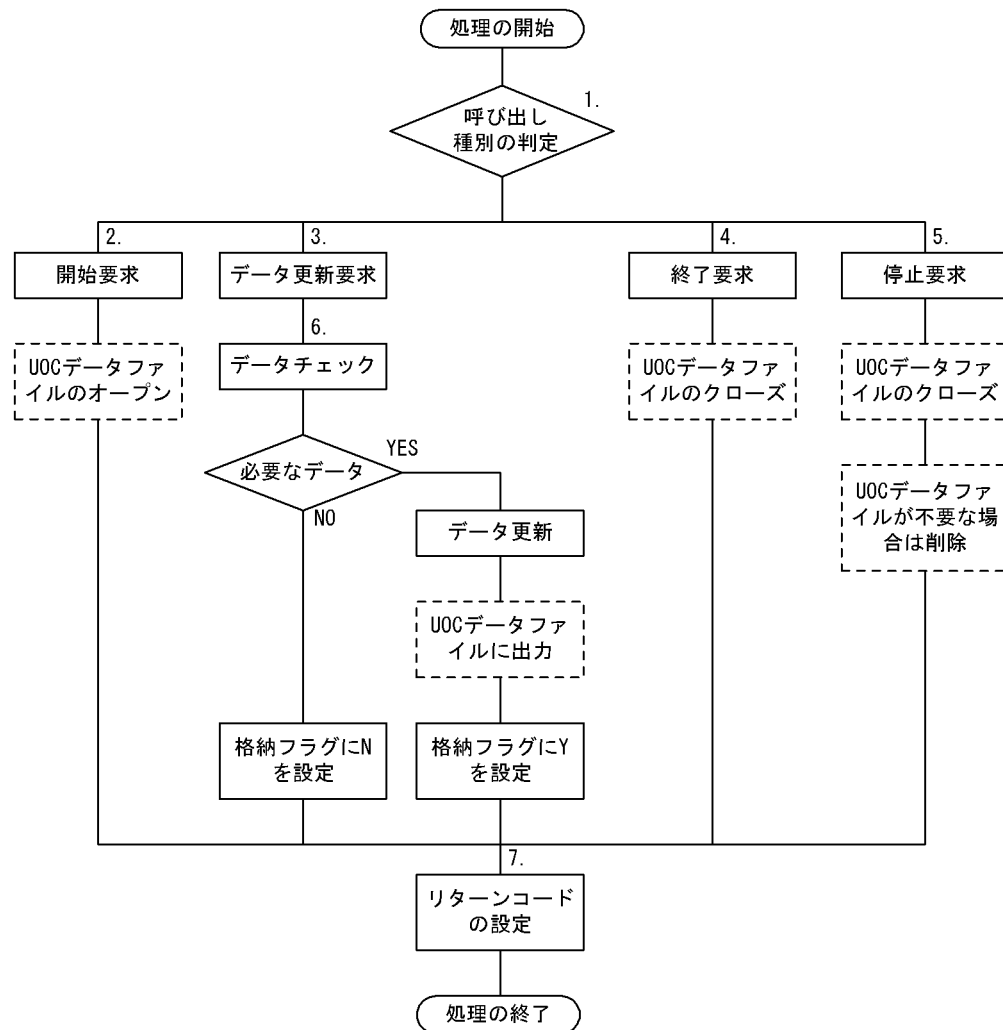 処理の開始
1.
呼び出し
種別の判定
2.
3.
4.
5.
開始要求
データ更新要求
終了要求
停止要求
6.
UOCデータファ
イルのオープン
データチェック
UOCデータファ
イルのクローズ
UOCデータファ
イルのクローズ
YES
必要なデータ
NO
UOCデータファ
イルが不要な場
合は削除
データ更新
UOCデータファ
イルに出力
格納フラグにN
を設定
格納フラグにY
を設定
7.
リターンコード
の設定
処理の終了